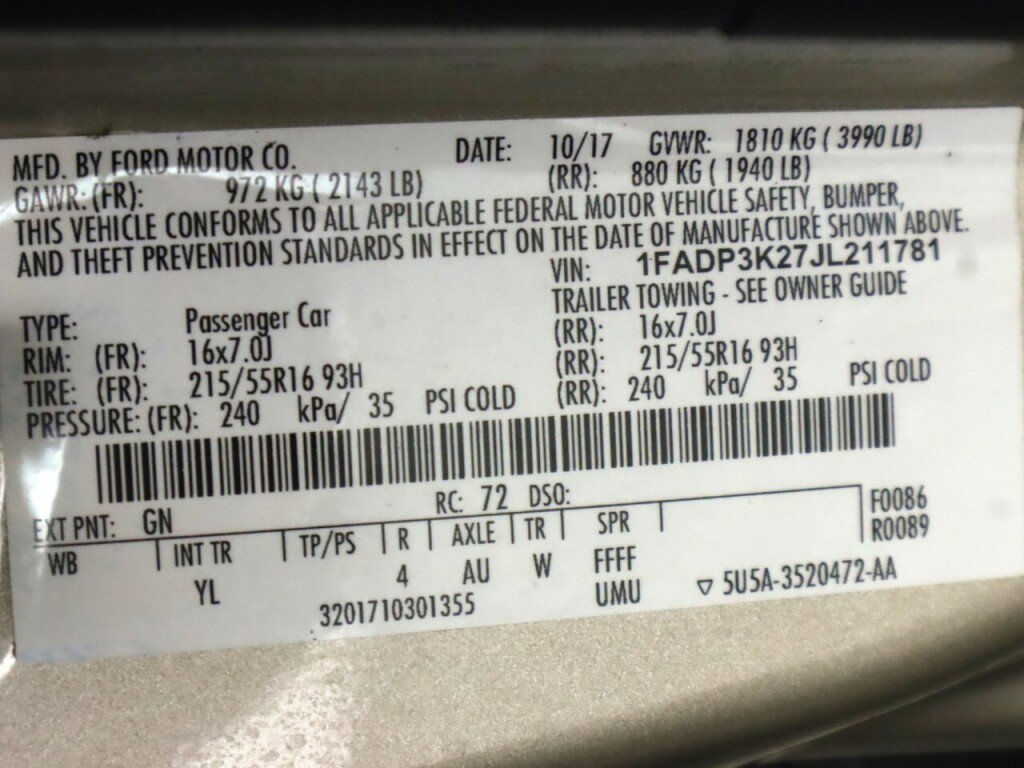 MFD. BY FORD MOTOR CO. DATE: 10/17 GVWR: 1810 KG ( 3990 LB)
GAWR: (FR): 972 KG ( 2143 LB) (RR): 880 KG ( 1940 LB)
THIS VEHICLE CONFORMS TO ALL APPLICABLE FEDERAL MOTOR VEHICLE SAFETY, BUMPER,
AND THEFT PREVENTION STANDARDS IN EFFECT ON THE DATE OF MANUFACTURE SHOWN ABOVE.
VIN: 1FADP3K27JL211781
TYPE: Passenger Car TRAILER TOWING - SEE OWNER GUIDE
RIM: (FR): 16x7.0J (RR): 16x7.0J
TIRE: (FR): 215/55R16 93H (RR): 215/55R16 93H
PRESSURE: (FR): 240 kPa/ 35 PSI COLD (RR): 240 kPa/ 35 PSI COLD
EXT PNT: GN RC: 72 DSO: F0086
WB INT TR TP/PS R AXLE TR SPR R0089
YL 4 AU W FFFF
3201710301355 UMU ▽ 5U5A-3520472-AA